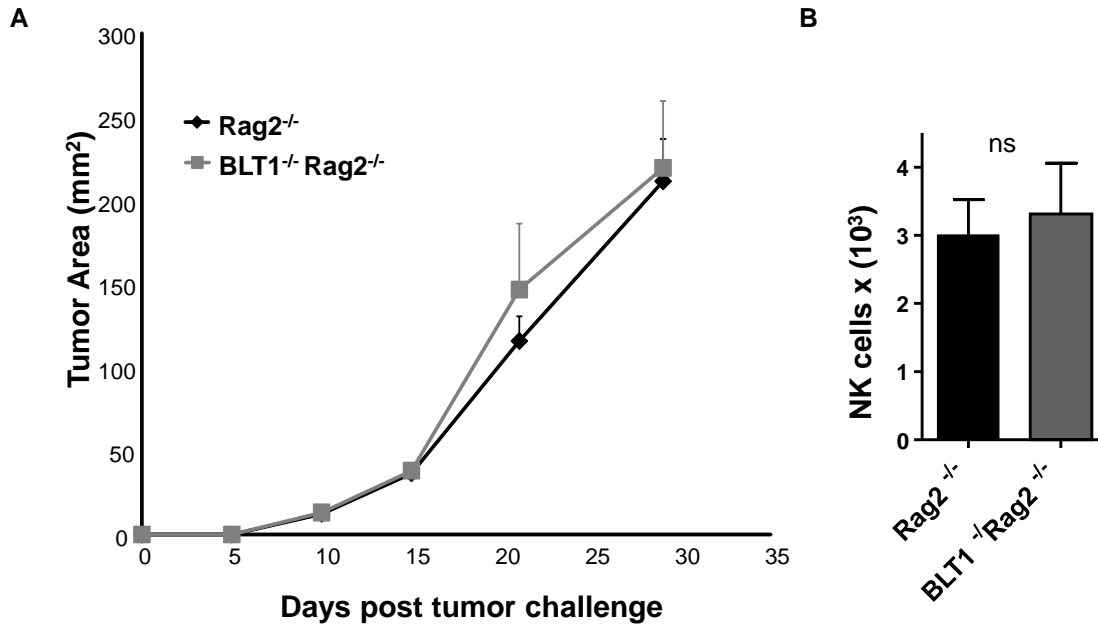 A
300
250
200
150
100
50
0
Tumor Area (mm²)
Rag2⁻/⁻
BLT1⁻/⁻ Rag2⁻/⁻
0 5 10 15 20 25 30 35
Days post tumor challenge
B
ns
4
3
2
1
0
NK cells x (10³)
Rag2 ⁻/⁻
BLT1 ⁻/⁻Rag2 ⁻/⁻